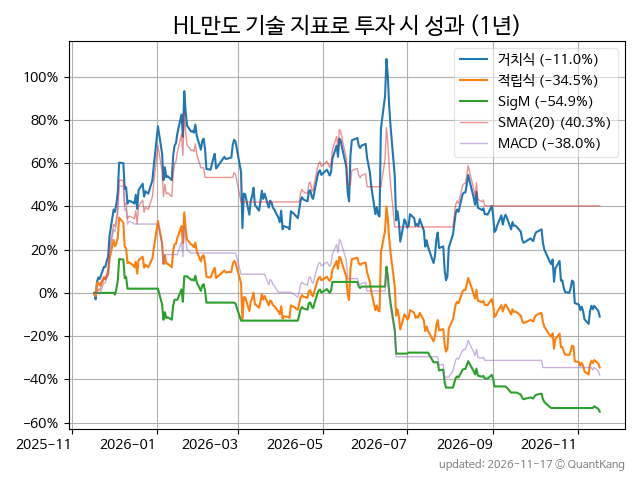 HL만도 기술 지표로 투자 시 성과 (1년)
거치식 (−11.0%)
적립식 (−34.5%)
SigM (−54.9%)
SMA(20) (40.3%)
MACD (−38.0%)
100%
80%
60%
40%
20%
0%
−20%
−40%
−60%
2025-11 2026-01 2026-03 2026-05 2026-07 2026-09 2026-11
updated: 2026-11-17 © QuantKang